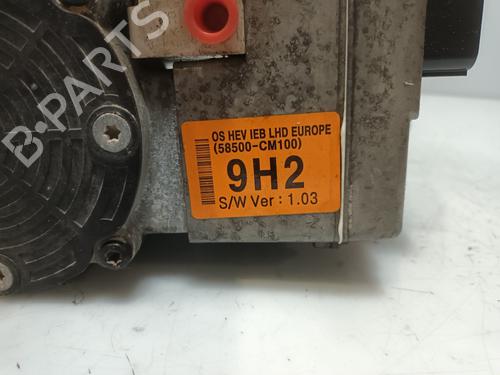 B-PARTS
OS HEV IEB LHD EUROPE
(58500-CM100)
9H2
S/W Ver : 1.03